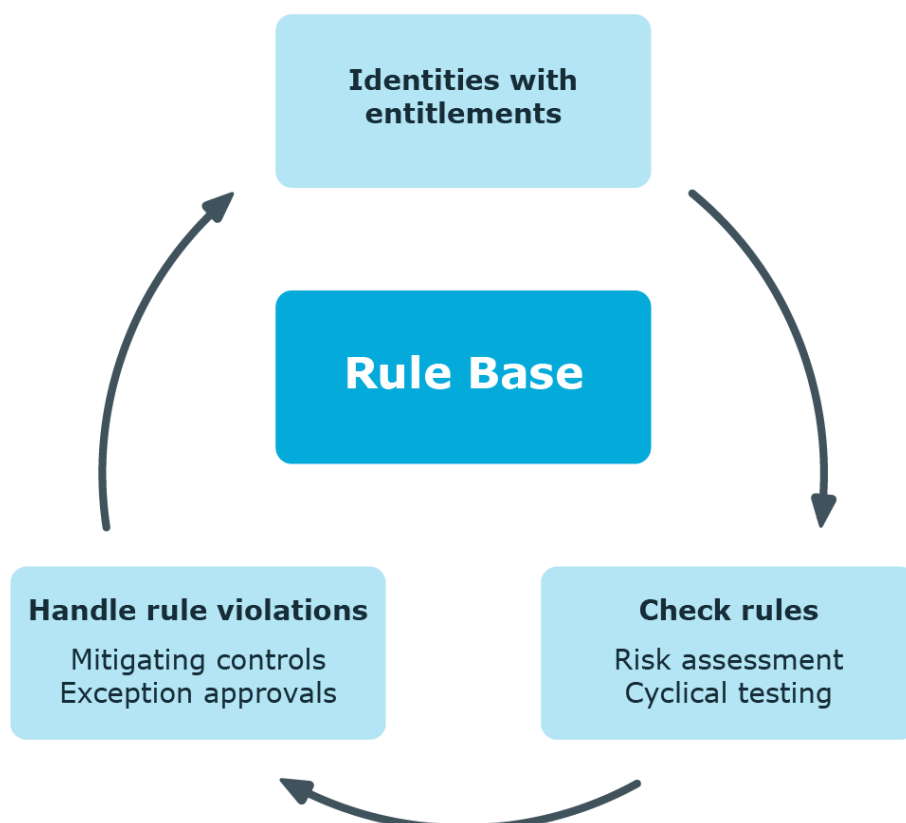 Identities with
entitlements
Rule Base
Handle rule violations
Mitigating controls
Exception approvals
Check rules
Risk assessment
Cyclical testing